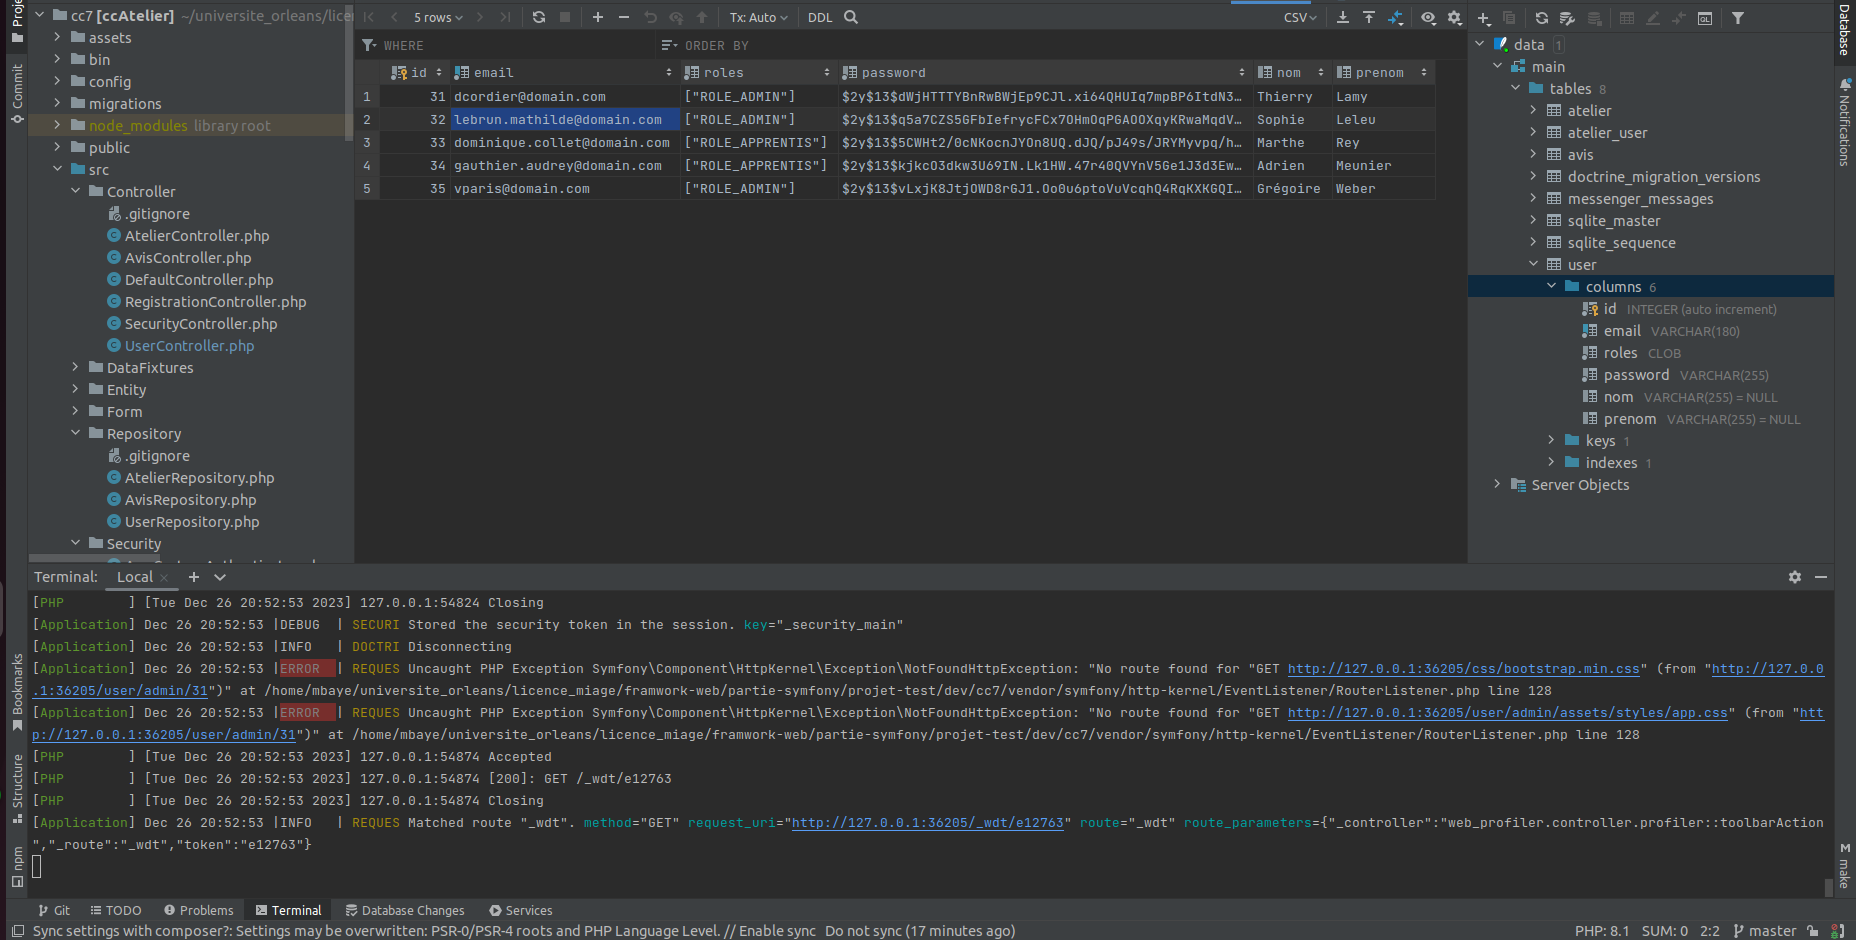 cc7 [ccAtelier] ~/universite_orleans/licen
assets
bin
config
migrations
node_modules library root
public
src
Controller
.gitignore
AtelierController.php
AvisController.php
DefaultController.php
RegistrationController.php
SecurityController.php
UserController.php
DataFixtures
Entity
Form
Repository
.gitignore
AtelierRepository.php
AvisRepository.php
UserRepository.php
Security
Commit
Bookmarks
Structure
npm
5 rows
Tx: Auto
DDL
CSV
WHERE
ORDER BY
id email roles password nom prenom
1 31 dcordier@domain.com ["ROLE_ADMIN"] $2y$13$dWjHTTTYBnRwBWjEp9CJl.xi64QHUIq7mpBP6ItdN3… Thierry Lamy
2 32 lebrun.mathilde@domain.com ["ROLE_ADMIN"] $2y$13$q5a7CZS5GFbIefrycFCx7OHmOqPGAOOXqyKRwaMqdV… Sophie Leleu
3 33 dominique.collet@domain.com ["ROLE_APPRENTIS"] $2y$13$5CWHt2/0cNKocnJYOn8UQ.dJQ/pJ49s/JRYMyvpq/h… Marthe Rey
4 34 gauthier.audrey@domain.com ["ROLE_APPRENTIS"] $2y$13$kjkcO3dkw3U69IN.Lk1HW.47r40QVYnV5Ge1J3d3Ew… Adrien Meunier
5 35 vparis@domain.com ["ROLE_ADMIN"] $2y$13$vLxjK8JtjOWD8rGJ1.Oo0u6ptoVuVcqhQ4RqKXKGQI… Grégoire Weber
data 1
main
tables 8
atelier
atelier_user
avis
doctrine_migration_versions
messenger_messages
sqlite_master
sqlite_sequence
user
columns 6
id INTEGER (auto increment)
email VARCHAR(180)
roles CLOB
password VARCHAR(255)
nom VARCHAR(255) = NULL
prenom VARCHAR(255) = NULL
keys 1
indexes 1
Server Objects
Database
Notifications
make
Terminal: Local
[PHP ] [Tue Dec 26 20:52:53 2023] 127.0.0.1:54824 Closing
[Application] Dec 26 20:52:53 |DEBUG | SECURI Stored the security token in the session. key="_security_main"
[Application] Dec 26 20:52:53 |INFO | DOCTRI Disconnecting
[Application] Dec 26 20:52:53 |ERROR | REQUES Uncaught PHP Exception Symfony\Component\HttpKernel\Exception\NotFoundHttpException: "No route found for "GET http://127.0.0.1:36205/css/bootstrap.min.css" (from "http://127.0.0
.1:36205/user/admin/31")" at /home/mbaye/universite_orleans/licence_miage/framwork-web/partie-symfony/projet-test/dev/cc7/vendor/symfony/http-kernel/EventListener/RouterListener.php line 128
[Application] Dec 26 20:52:53 |ERROR | REQUES Uncaught PHP Exception Symfony\Component\HttpKernel\Exception\NotFoundHttpException: "No route found for "GET http://127.0.0.1:36205/user/admin/assets/styles/app.css" (from "htt
p://127.0.0.1:36205/user/admin/31")" at /home/mbaye/universite_orleans/licence_miage/framwork-web/partie-symfony/projet-test/dev/cc7/vendor/symfony/http-kernel/EventListener/RouterListener.php line 128
[PHP ] [Tue Dec 26 20:52:53 2023] 127.0.0.1:54874 Accepted
[PHP ] [Tue Dec 26 20:52:53 2023] 127.0.0.1:54874 [200]: GET /_wdt/e12763
[PHP ] [Tue Dec 26 20:52:53 2023] 127.0.0.1:54874 Closing
[Application] Dec 26 20:52:53 |INFO | REQUES Matched route "_wdt". method="GET" request_uri="http://127.0.0.1:36205/_wdt/e12763" route="_wdt" route_parameters={"_controller":"web_profiler.controller.profiler::toolbarAction
","_route":"_wdt","token":"e12763"}
Git TODO Problems Terminal Database Changes Services
Sync settings with composer?: Settings may be overwritten: PSR-0/PSR-4 roots and PHP Language Level. // Enable sync Do not sync (17 minutes ago) PHP: 8.1 SUM: 0 2:2 master